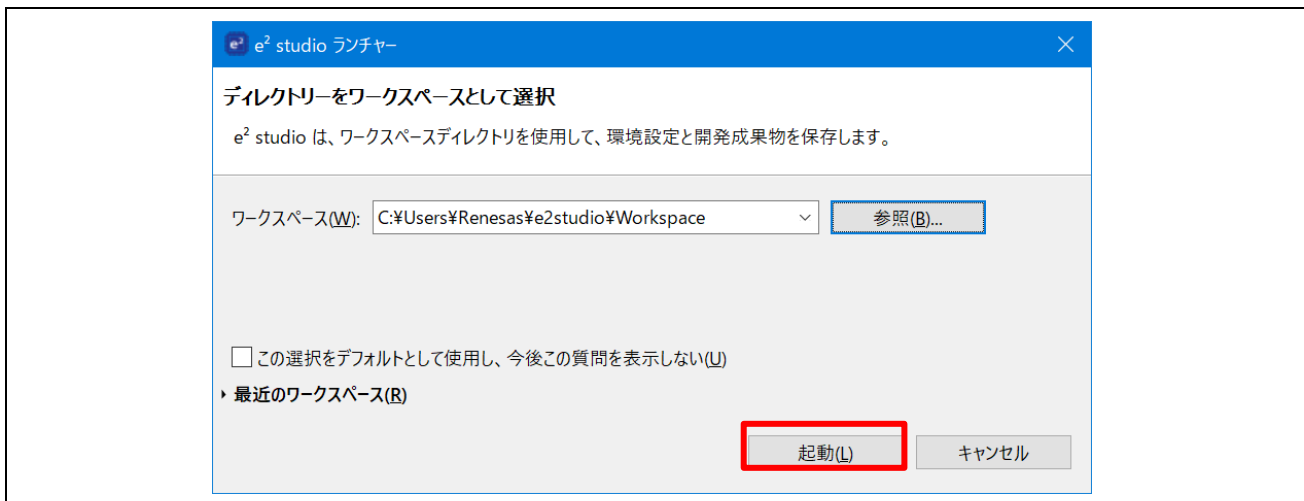 e² studio ランチャー
ディレクトリーをワークスペースとして選択
e² studio は、ワークスペースディレクトリを使用して、環境設定と開発成果物を保存します。
ワークスペース(W): C:¥Users¥Renesas¥e2studio¥Workspace 参照(B)...
この選択をデフォルトとして使用し、今後この質問を表示しない(U)
最近のワークスペース(R)
起動(L) キャンセル